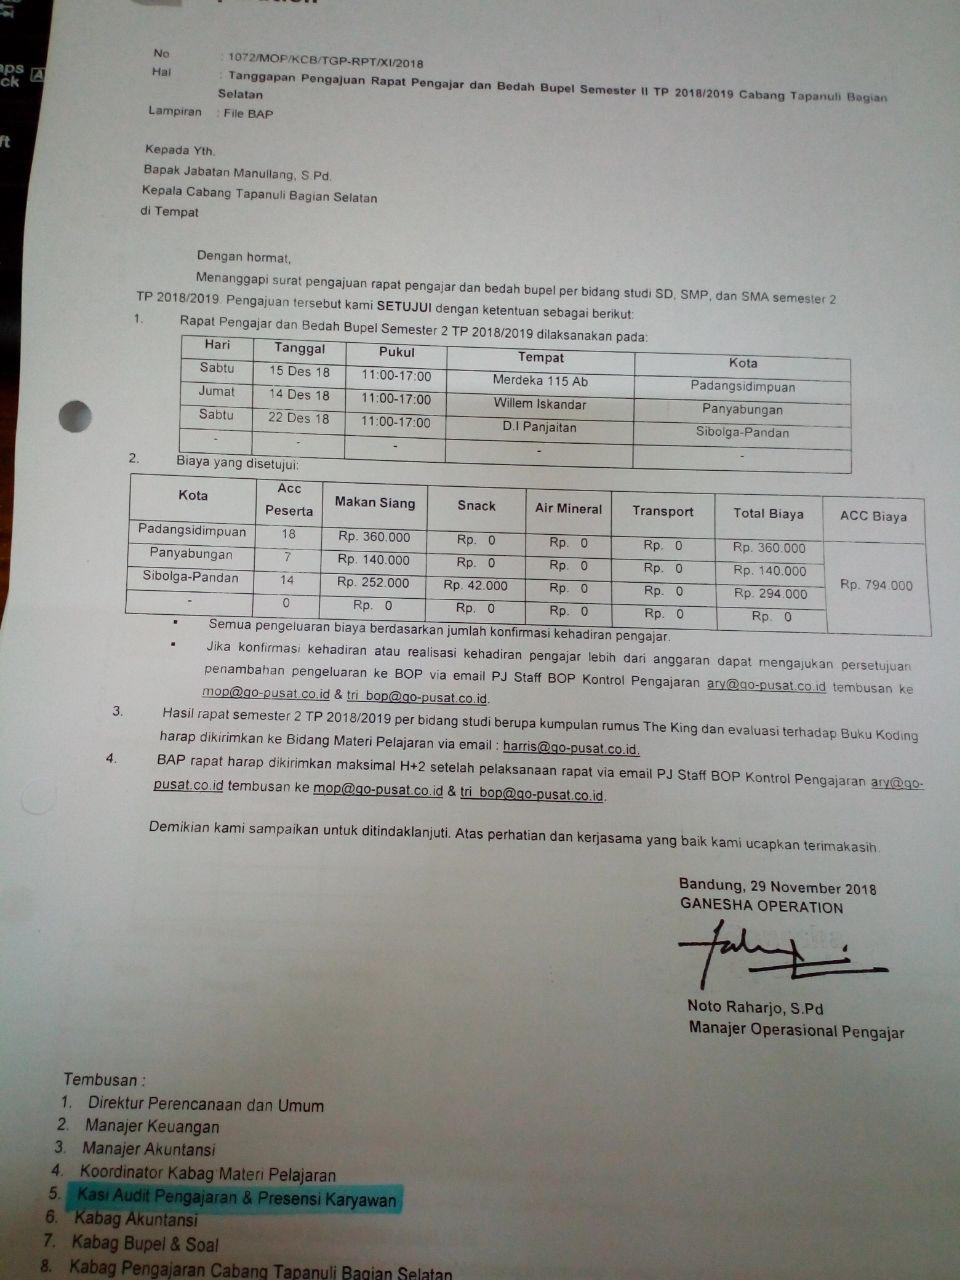 No : 1072/MOP/KCB/TGP-RPT/XI/2018
Hal : Tanggapan Pengajuan Rapat Pengajar dan Bedah Bupel Semester II TP 2018/2019 Cabang Tapanuli Bagian
Selatan
Lampiran : File BAP
Kepada Yth.
Bapak Jabatan Manullang, S.Pd.
Kepala Cabang Tapanuli Bagian Selatan
di Tempat
Dengan hormat,
Menanggapi surat pengajuan rapat pengajar dan bedah bupel per bidang studi SD, SMP, dan SMA semester 2
TP 2018/2019. Pengajuan tersebut kami SETUJUI dengan ketentuan sebagai berikut:
1. Rapat Pengajar dan Bedah Bupel Semester 2 TP 2018/2019 dilaksanakan pada:
Hari Tanggal Pukul Tempat Kota
Sabtu 15 Des 18 11:00-17:00 Merdeka 115 Ab Padangsidimpuan
Jumat 14 Des 18 11:00-17:00 Willem Iskandar Panyabungan
Sabtu 22 Des 18 11:00-17:00 D.I Panjaitan Sibolga-Pandan
- - - - -
2. Biaya yang disetujui:
Kota Acc Peserta Makan Siang Snack Air Mineral Transport Total Biaya ACC Biaya
Padangsidimpuan 18 Rp. 360.000 Rp. 0 Rp. 0 Rp. 0 Rp. 360.000
Panyabungan 7 Rp. 140.000 Rp. 0 Rp. 0 Rp. 0 Rp. 140.000
Sibolga-Pandan 14 Rp. 252.000 Rp. 42.000 Rp. 0 Rp. 0 Rp. 294.000 Rp. 794.000
- 0 Rp. 0 Rp. 0 Rp. 0 Rp. 0 Rp. 0
▪ Semua pengeluaran biaya berdasarkan jumlah konfirmasi kehadiran pengajar.
▪ Jika konfirmasi kehadiran atau realisasi kehadiran pengajar lebih dari anggaran dapat mengajukan persetujuan
penambahan pengeluaran ke BOP via email PJ Staff BOP Kontrol Pengajaran ary@go-pusat.co.id tembusan ke
mop@go-pusat.co.id & tri_bop@go-pusat.co.id.
3. Hasil rapat semester 2 TP 2018/2019 per bidang studi berupa kumpulan rumus The King dan evaluasi terhadap Buku Koding
harap dikirimkan ke Bidang Materi Pelajaran via email : harris@go-pusat.co.id.
4. BAP rapat harap dikirimkan maksimal H+2 setelah pelaksanaan rapat via email PJ Staff BOP Kontrol Pengajaran ary@go-
pusat.co.id tembusan ke mop@go-pusat.co.id & tri_bop@go-pusat.co.id.
Demikian kami sampaikan untuk ditindaklanjuti. Atas perhatian dan kerjasama yang baik kami ucapkan terimakasih.
Bandung, 29 November 2018
GANESHA OPERATION
Noto Raharjo, S.Pd
Manajer Operasional Pengajar
Tembusan :
1. Direktur Perencanaan dan Umum
2. Manajer Keuangan
3. Manajer Akuntansi
4. Koordinator Kabag Materi Pelajaran
5. Kasi Audit Pengajaran & Presensi Karyawan
6. Kabag Akuntansi
7. Kabag Bupel & Soal
8. Kabag Pengajaran Cabang Tapanuli Bagian Selatan